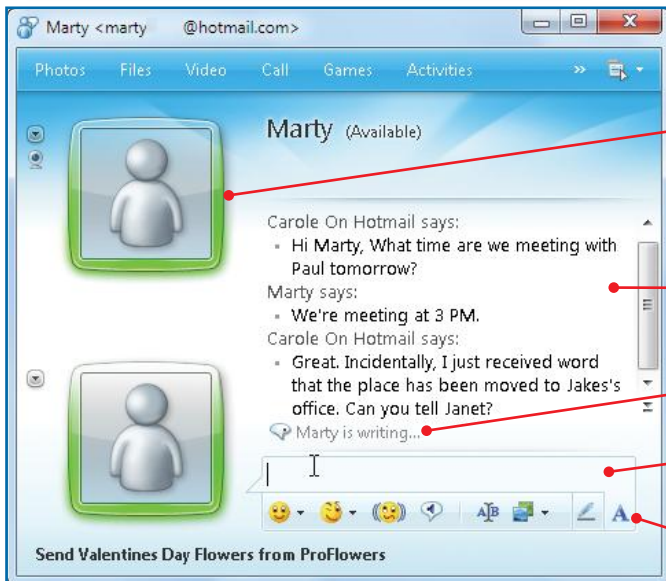 Marty <marty @hotmail.com>
Photos Files Video Call Games Activities »
Marty (Available)
Carole On Hotmail says:
Hi Marty, What time are we meeting with
Paul tomorrow?
Marty says:
We're meeting at 3 PM.
Carole On Hotmail says:
Great. Incidentally, I just received word
that the place has been moved to Jakes's
office. Can you tell Janet?
Marty is writing...
Send Valentines Day Flowers from ProFlowers